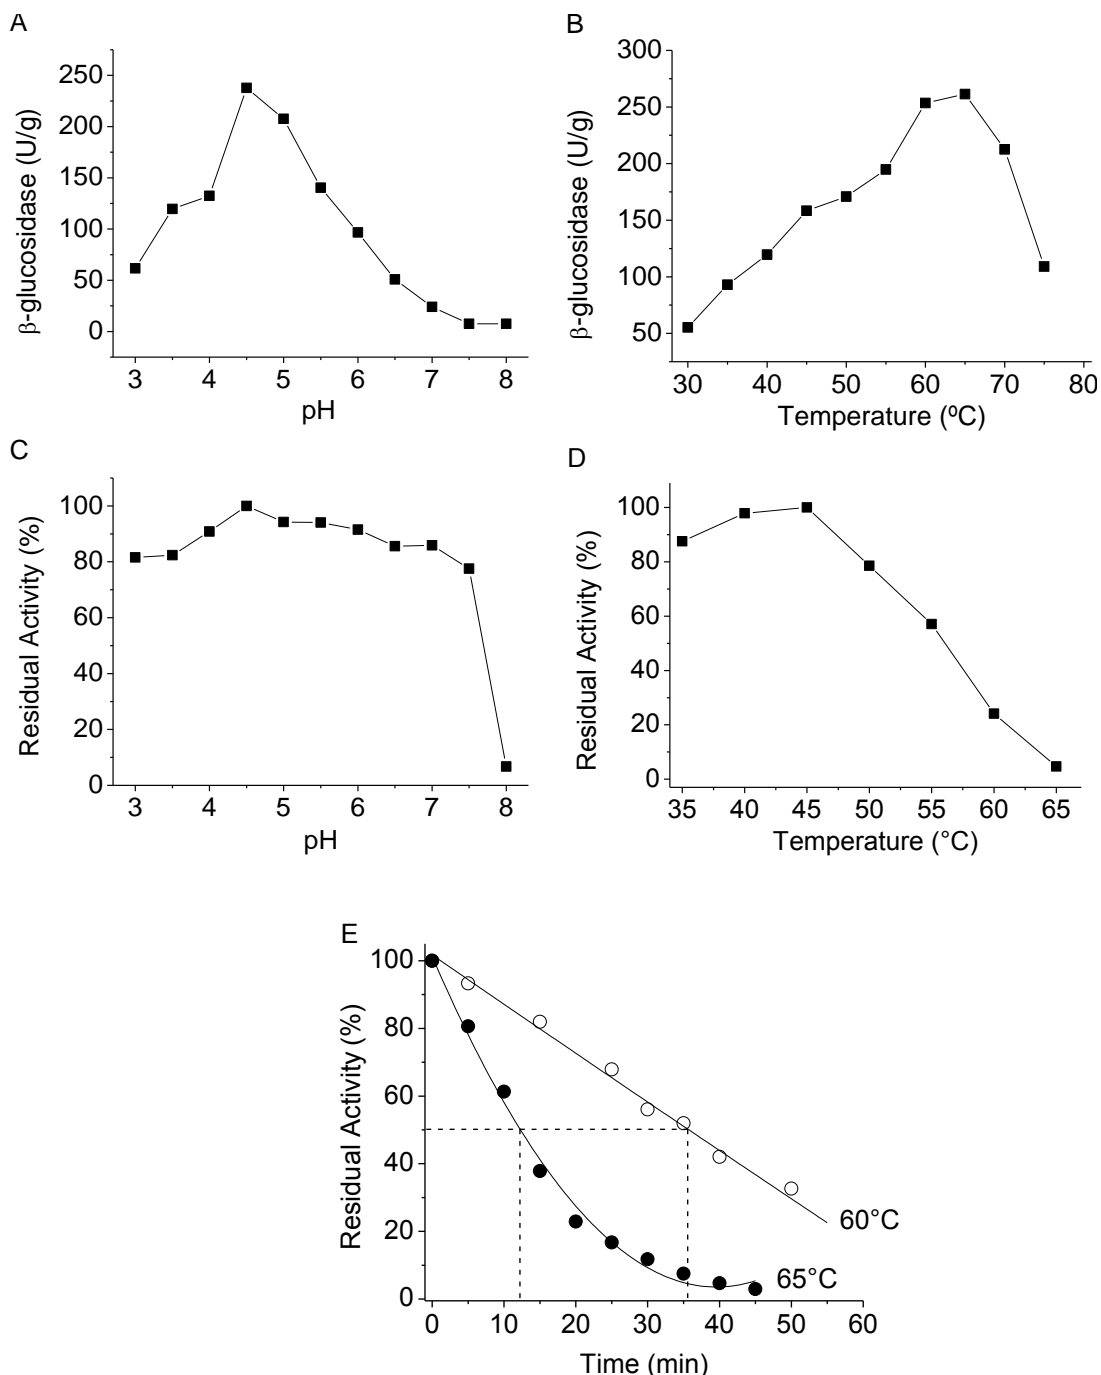 A
β-glucosidase (U/g)
250
200
150
100
50
0
3 4 5 6 7 8
pH
B
β-glucosidase (U/g)
300
250
200
150
100
50
30 40 50 60 70 80
Temperature (ºC)
C
Residual Activity (%)
100
80
60
40
20
0
3 4 5 6 7 8
pH
D
Residual Activity (%)
100
80
60
40
20
0
35 40 45 50 55 60 65
Temperature (°C)
E
Residual Activity (%)
100
80
60
40
20
0
60°C
65°C
0 10 20 30 40 50 60
Time (min)